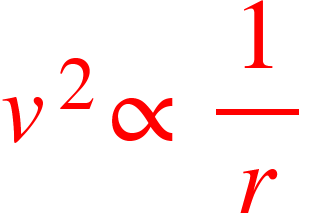 v² ∝ 1/r